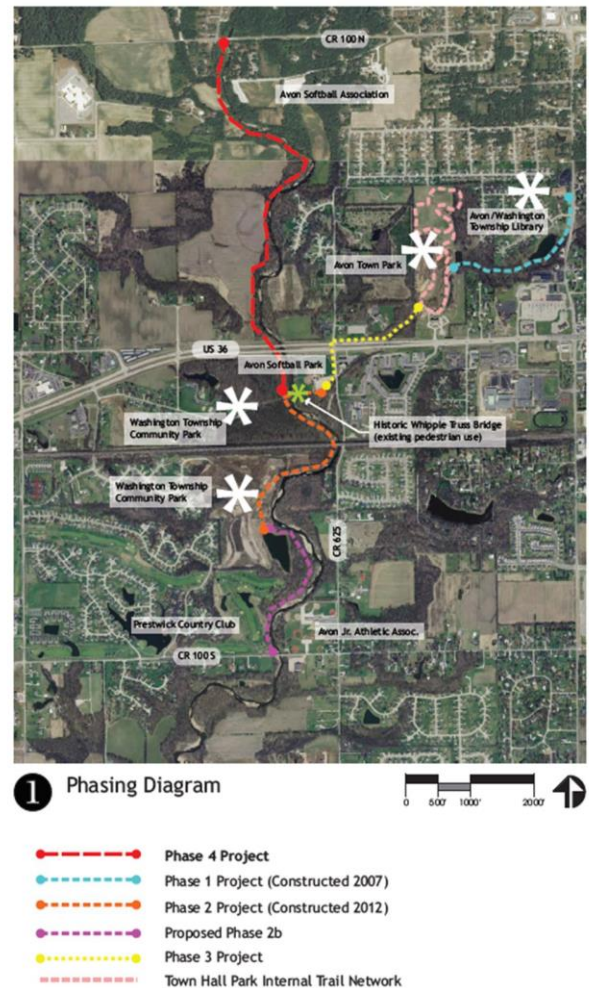 CR 100 N
Avon Softball Association
Avon/Washington
Township Library
Avon Town Park
US 36
Avon Softball Park
Washington Township
Community Park
Historic Whipple Truss Bridge
(existing pedestrian use)
Washington Township
Community Park
CR 625
Prestwick Country Club
Avon Jr. Athletic Assoc.
CR 100 S
1 Phasing Diagram
0 500' 1000' 2000'
Phase 4 Project
Phase 1 Project (Constructed 2007)
Phase 2 Project (Constructed 2012)
Proposed Phase 2b
Phase 3 Project
Town Hall Park Internal Trail Network